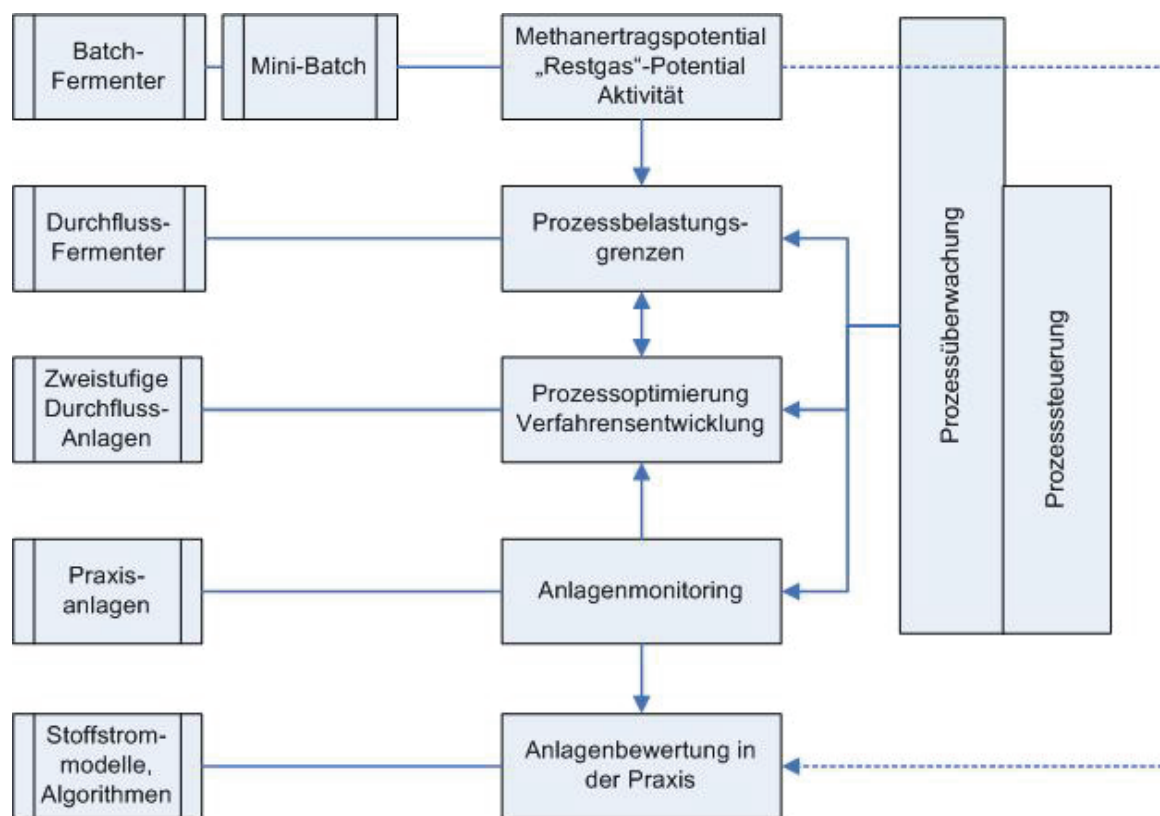 Batch-
Fermenter
Mini-Batch
Methanertragspotential
„Restgas“-Potential
Aktivität
Durchfluss-
Fermenter
Prozessbelastungs-
grenzen
Zweistufige
Durchfluss-
Anlagen
Prozessoptimierung
Verfahrensentwicklung
Praxis-
anlagen
Anlagenmonitoring
Stoffstrom-
modelle,
Algorithmen
Anlagenbewertung in
der Praxis
Prozessüberwachung
Prozesssteuerung